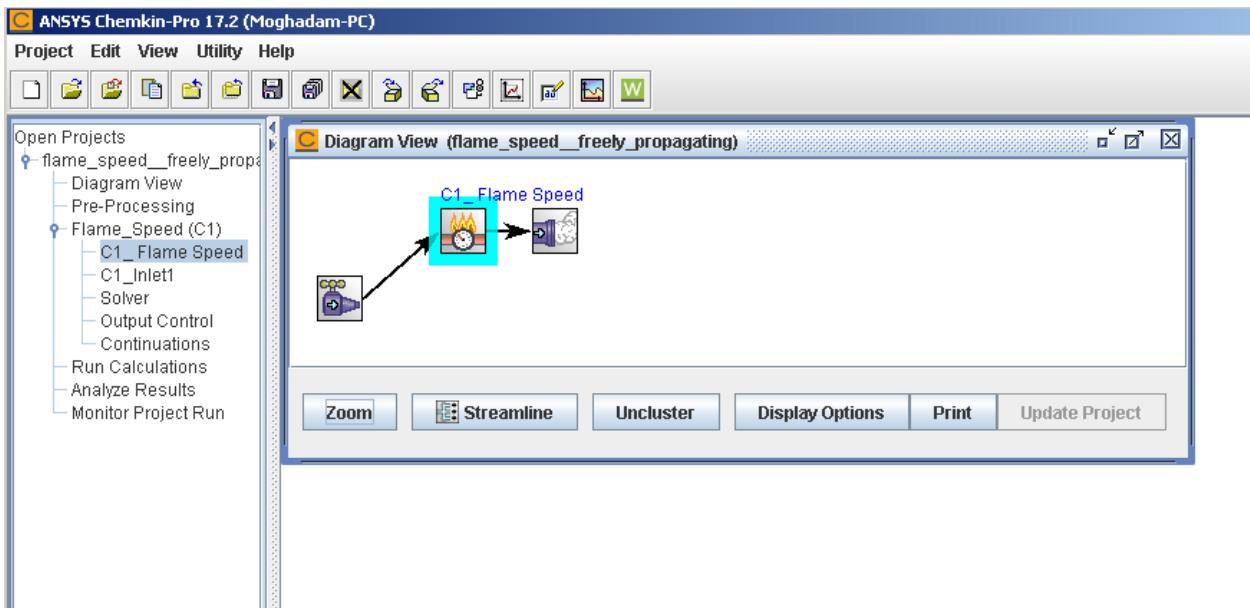 ANSYS Chemkin-Pro 17.2 (Moghadam-PC)
Project Edit View Utility Help
W
Open Projects
flame_speed__freely_propa
Diagram View
Pre-Processing
Flame_Speed (C1)
C1_ Flame Speed
C1_Inlet1
Solver
Output Control
Continuations
Run Calculations
Analyze Results
Monitor Project Run
C Diagram View (flame_speed__freely_propagating)
C1_ Flame Speed
Zoom Streamline Uncluster Display Options Print Update Project